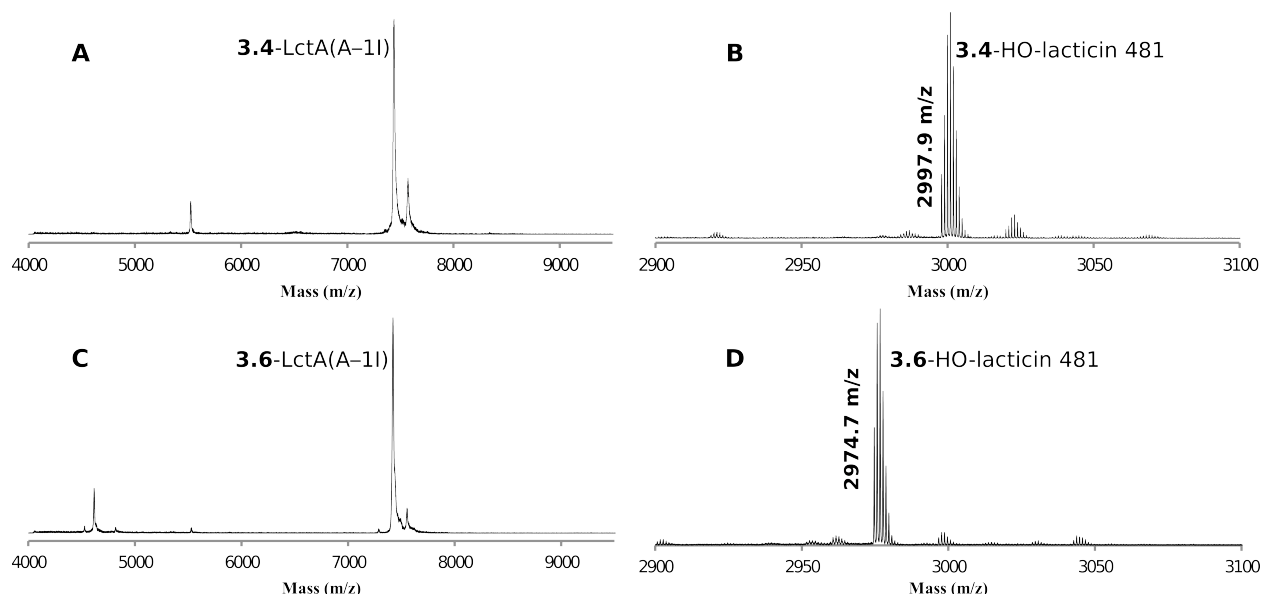 A
3.4-LctA(A–1I)
4000 5000 6000 7000 8000 9000
Mass (m/z)
B
3.4-HO-lacticin 481
2997.9 m/z
2900 2950 3000 3050 3100
Mass (m/z)
C
3.6-LctA(A–1I)
4000 5000 6000 7000 8000 9000
Mass (m/z)
D
3.6-HO-lacticin 481
2974.7 m/z
2900 2950 3000 3050 3100
Mass (m/z)